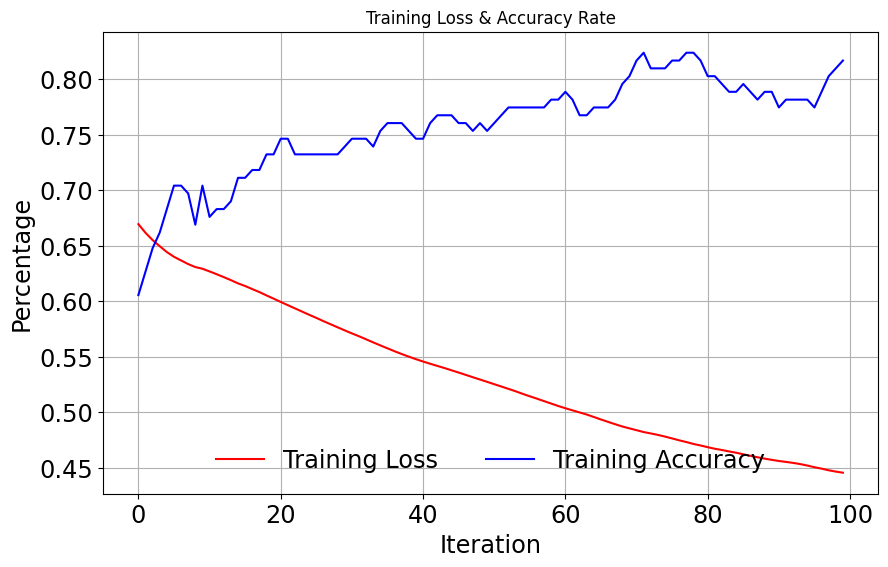 Training Loss & Accuracy Rate
0.80
0.75
0.70
0.65
0.60
0.55
0.50
0.45
Percentage
Training Loss
Training Accuracy
0
20
40
60
80
100
Iteration